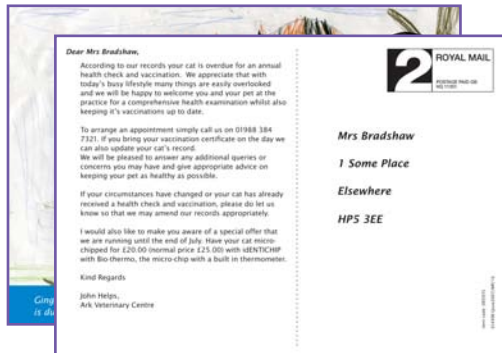 Dear Mrs Bradshaw,
According to our records your cat is overdue for an annual
health check and vaccination. We appreciate that with
today's busy lifestyle many things are easily overlooked
and we will be happy to welcome you and your pet at the
practice for a comprehensive health examination whilst also
keeping it's vaccinations up to date.
To arrange an appointment simply call us on 01988 384
7321. If you bring your vaccination certificate on the day we
can also update your cat's record.
We will be pleased to answer any additional queries or
concerns you may have and give appropriate advice on
keeping your pet as healthy as possible.
If your circumstances have changed or your cat has already
received a health check and vaccination, please do let us
know so that we may amend our records appropriately.
I would also like to make you aware of a special offer that
we are running until the end of July. Have your cat micro-
chipped for £20.00 (normal price £25.00) with idENTICHIP
with Bio-thermo, the micro-chip with a built in thermometer.
Kind Regards
John Helps,
Ark Veterinary Centre
2
ROYAL MAIL
POSTAGE PAID GB
Mrs Bradshaw
1 Some Place
Elsewhere
HP5 3EE
Ging
is du